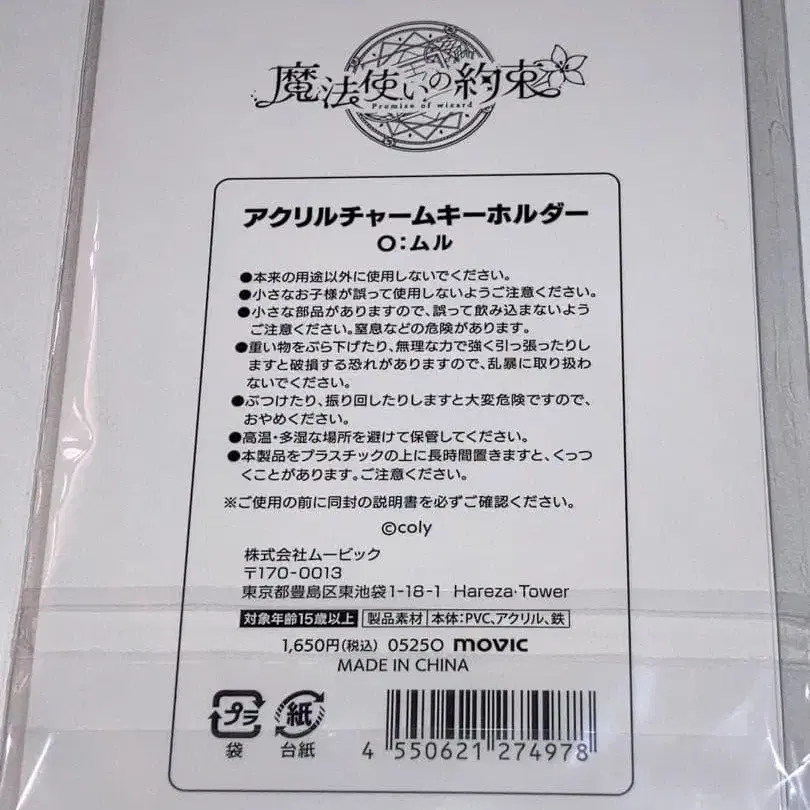 魔法使いの約束
Promise of wizard
アクリルチャームキーホルダー
O:ムル
●本来の用途以外に使用しないでください。
●小さなお子様が誤って使用しないようご注意ください。
●小さな部品がありますので、誤って飲み込まないよう
ご注意ください。窒息などの危険があります。
●重い物をぶら下げたり、無理な力で強く引っ張ったりし
ますと破損する恐れがありますので、乱暴に取り扱わ
ないでください。
●ぶつけたり、振り回したりしますと大変危険ですので、
おやめください。
●高温・多湿な場所を避けて保管してください。
●本製品をプラスチックの上に長時間置きますと、くっつ
くことがあります。ご注意ください。
※ご使用の前に同封の説明書を必ずご確認ください。
©coly
株式会社ムービック
〒170-0013
東京都豊島区東池袋1-18-1 Hareza・Tower
対象年齢15歳以上 製品素材 本体:PVC、アクリル、鉄
1,650円(税込) 0525O movic
MADE IN CHINA
プラ 紙
袋 台紙
4 550621 274978